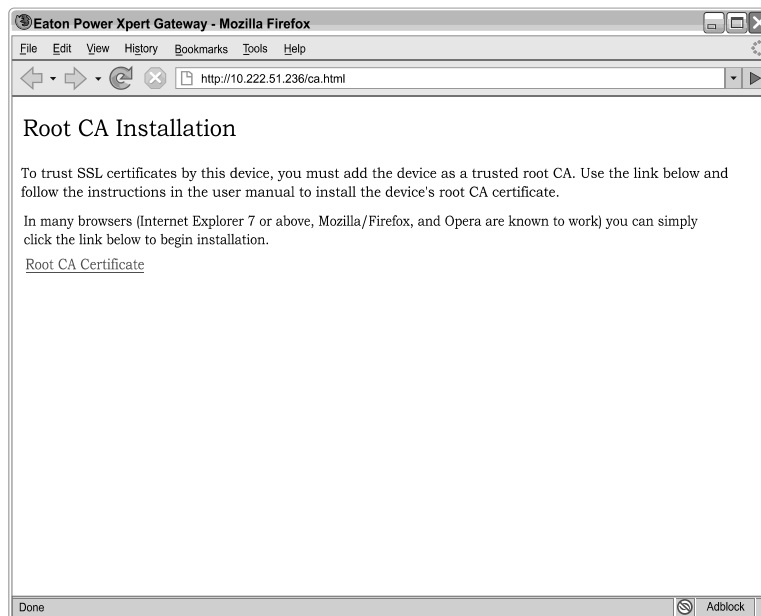 Eaton Power Xpert Gateway - Mozilla Firefox
File Edit View History Bookmarks Tools Help
http://10.222.51.236/ca.html
Root CA Installation
To trust SSL certificates by this device, you must add the device as a trusted root CA. Use the link below and
follow the instructions in the user manual to install the device's root CA certificate.
In many browsers (Internet Explorer 7 or above, Mozilla/Firefox, and Opera are known to work) you can simply
click the link below to begin installation.
Root CA Certificate
Done Adblock